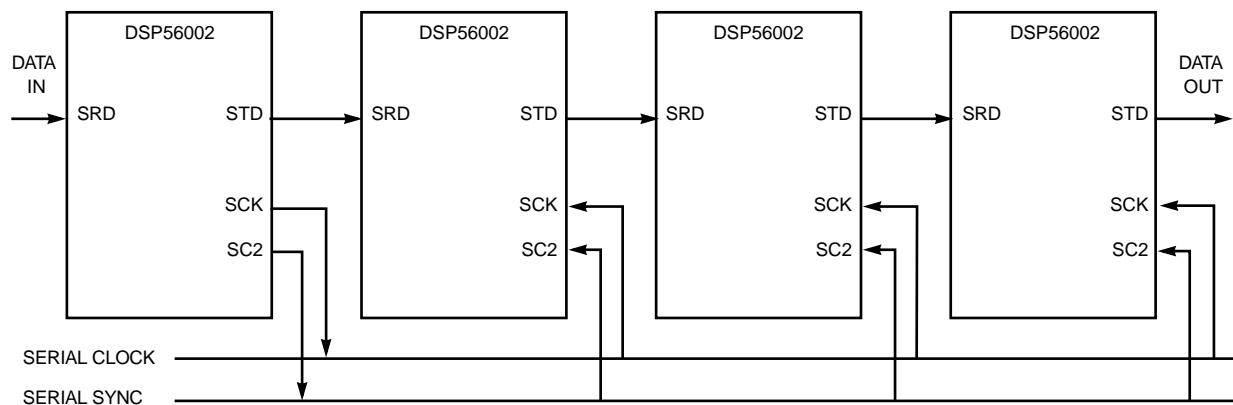 DSP56002
DSP56002
DSP56002
DSP56002
DATA
IN
DATA
OUT
SRD
STD
SRD
STD
SRD
STD
SRD
STD
SCK
SCK
SCK
SCK
SC2
SC2
SC2
SC2
SERIAL CLOCK
SERIAL SYNC